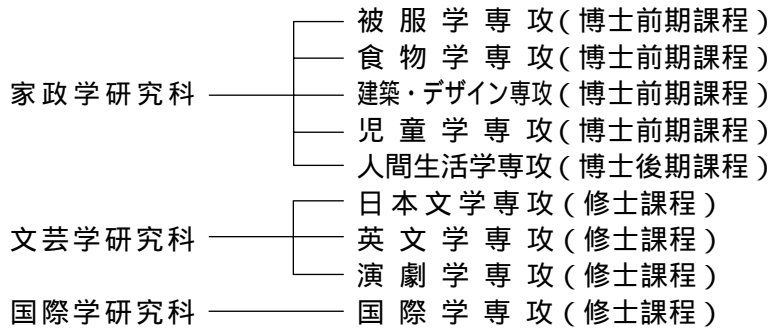 被服学専攻(博士前期課程)
食物学専攻(博士前期課程)
家政学研究科 建築・デザイン専攻(博士前期課程)
児童学専攻(博士前期課程)
人間生活学専攻(博士後期課程)
日本文学専攻(修士課程)
文芸学研究科 英文学専攻(修士課程)
演劇学専攻(修士課程)
国際学研究科 国際学専攻(修士課程)